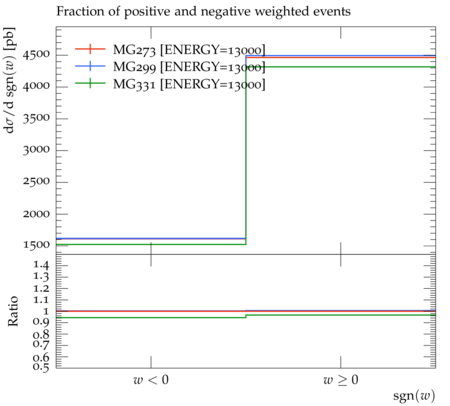 Fraction of positive and negative weighted events
dσ/d sgn(w) [pb]
MG273 [ENERGY=13000]
MG299 [ENERGY=13000]
MG331 [ENERGY=13000]
4500
4000
3500
3000
2500
2000
1500
Ratio
1.4
1.3
1.2
1.1
1
0.9
0.8
0.7
0.6
0.5
w < 0
w ≥ 0
sgn(w)